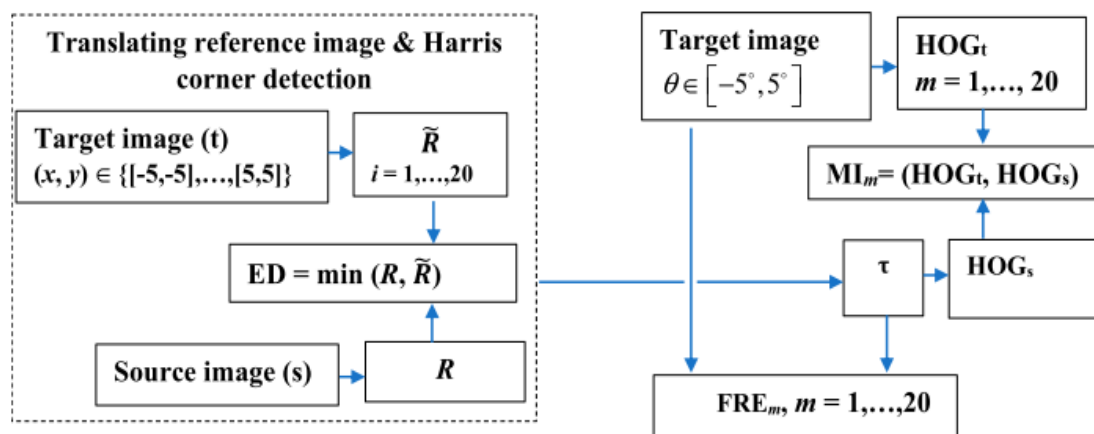 Translating reference image & Harris
corner detection
Target image (t)
(x, y) ∈ {[-5,-5],…,[5,5]}
R̃
i = 1,…,20
ED = min (R, R̃)
Source image (s)
R
Target image
θ ∈ [−5°, 5°]
HOGₜ
m = 1,…, 20
MIₘ= (HOGₜ, HOGₛ)
τ
HOGₛ
FREₘ, m = 1,…,20